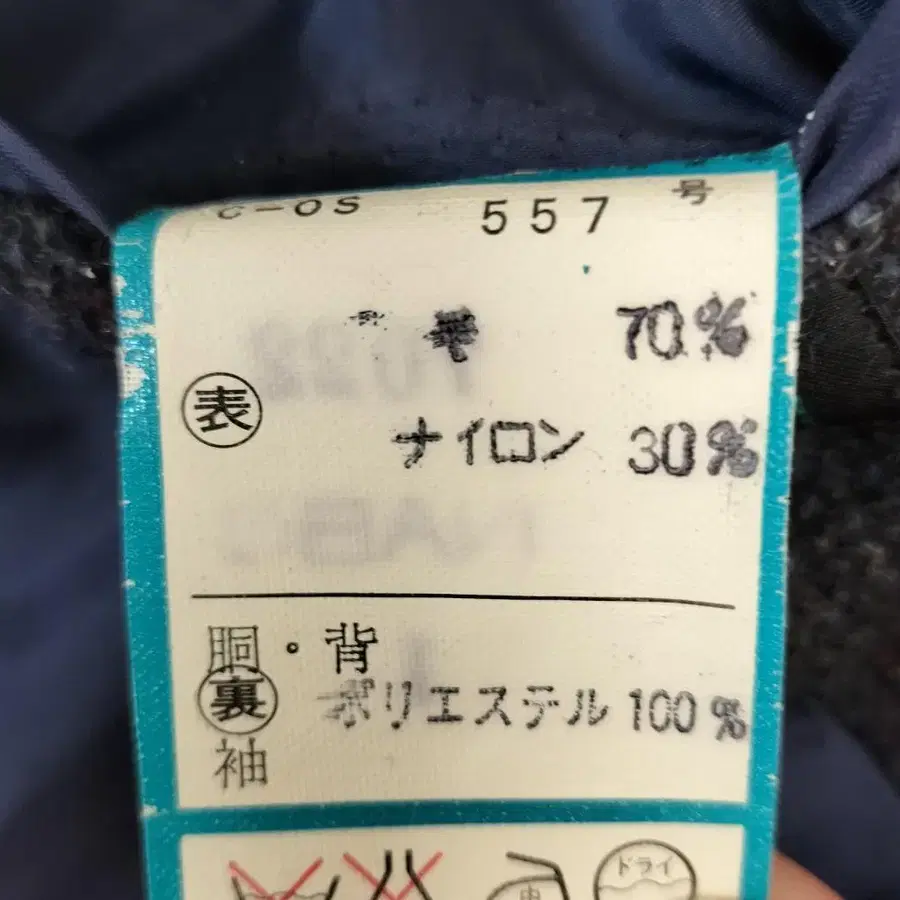 C-OS 557 号
毛 70%
表
ナイロン 30%
胴・背
裏 ポリエステル 100%
袖
中 ドライ